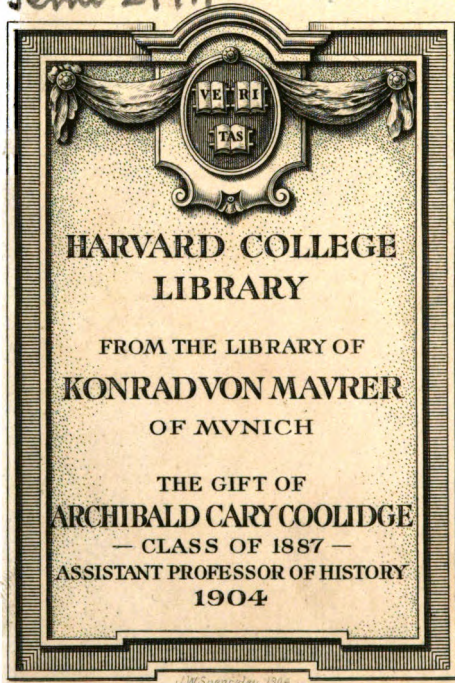 VE RI
TAS
HARVARD COLLEGE
LIBRARY
FROM THE LIBRARY OF
KONRAD VON MAVRER
OF MVNICH
THE GIFT OF
ARCHIBALD CARY COOLIDGE
— CLASS OF 1887 —
ASSISTANT PROFESSOR OF HISTORY
1904